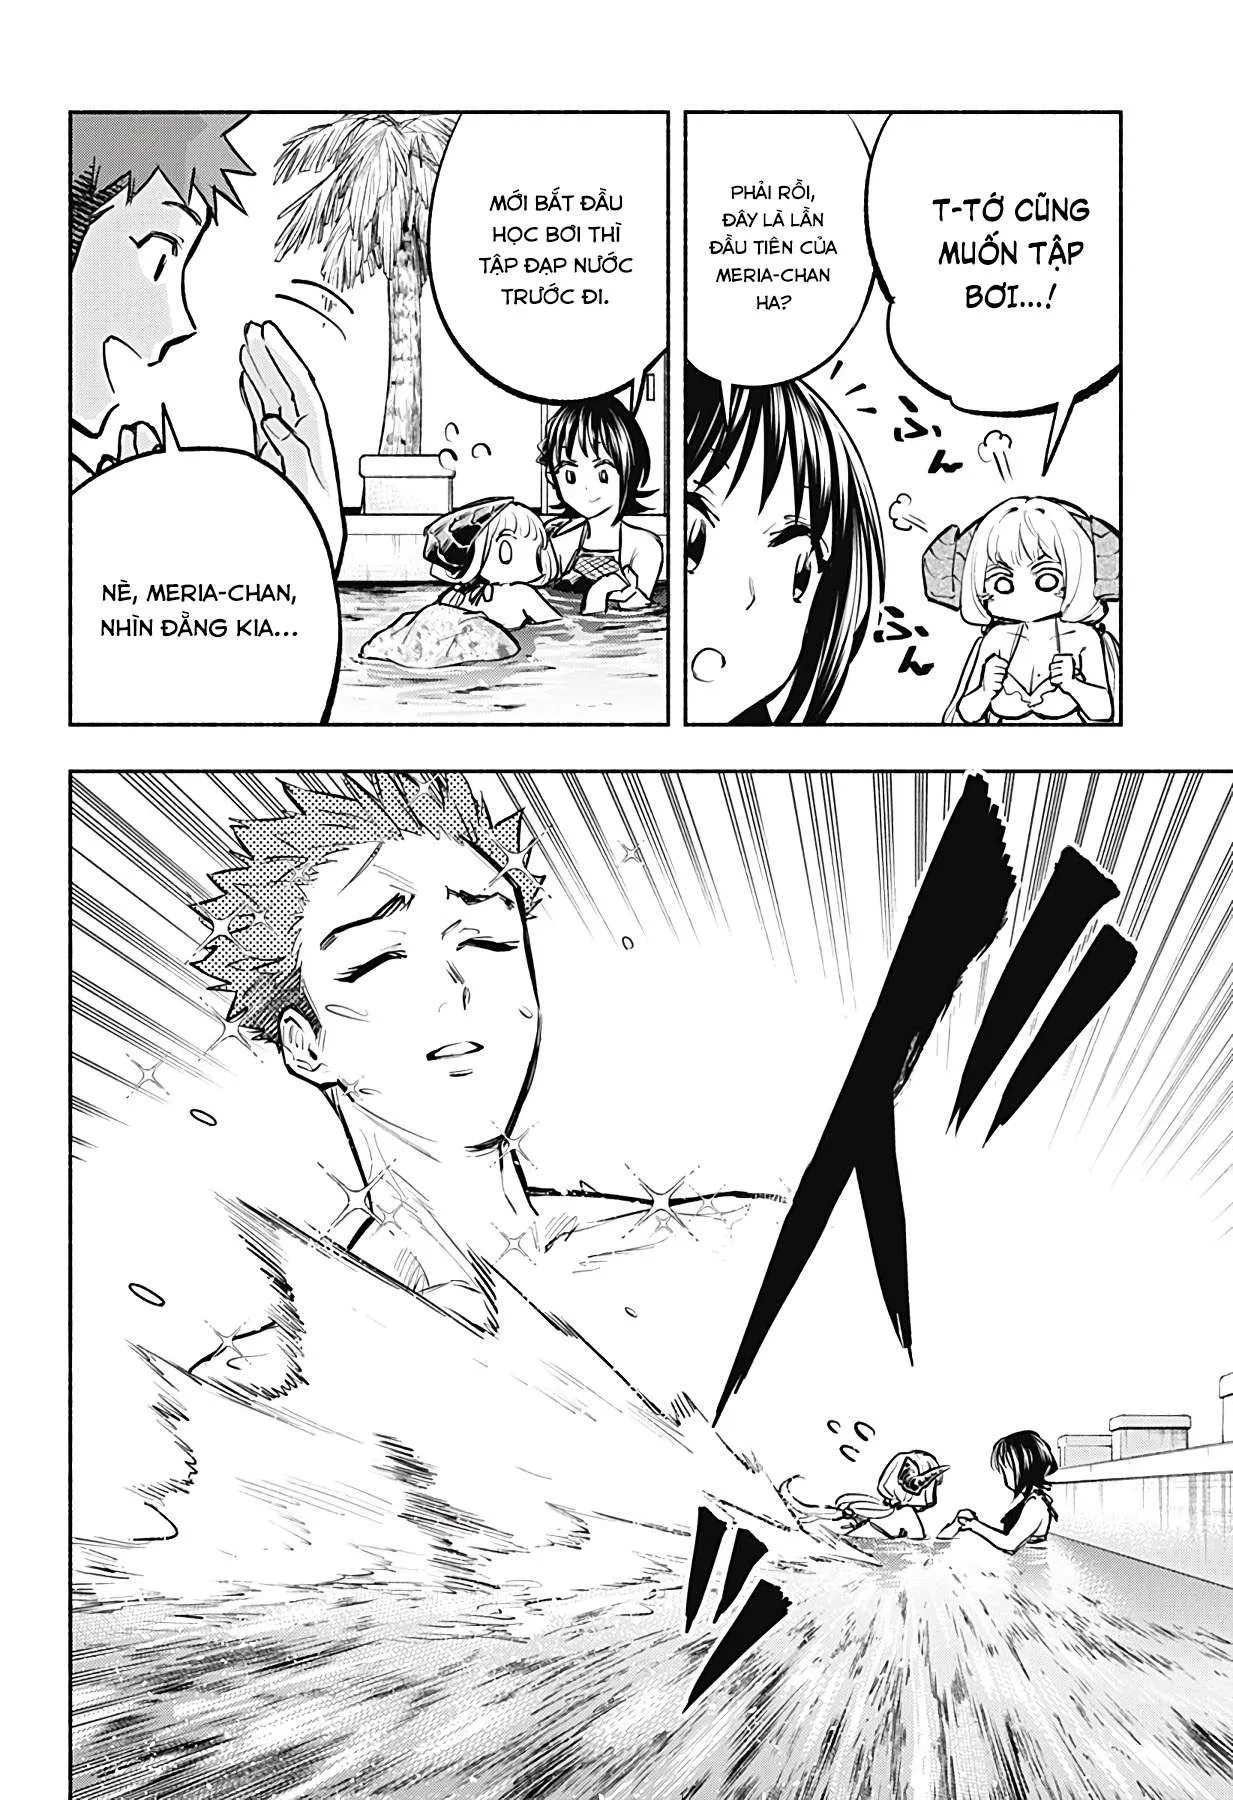 T-TỚ CŨNG
MUỐN TẬP
BƠI...!
PHẢI RỒI,
ĐÂY LÀ LẦN
ĐẦU TIÊN CỦA
MERIA-CHAN
HA?
ふん
ふん
MỚI BẮT ĐẦU
HỌC BƠI THÌ
TẬP ĐẠP NƯỚC
TRƯỚC ĐI.
NÈ, MERIA-CHAN,
NHÌN ĐẰNG KIA...